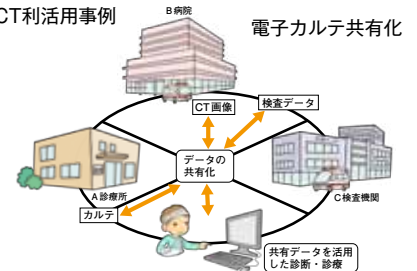 CT利活用事例
B病院
電子カルテ共有化
CT画像
検査データ
データの
共有化
A診療所
C検査機関
カルテ
共有データを活用
した診断・診療